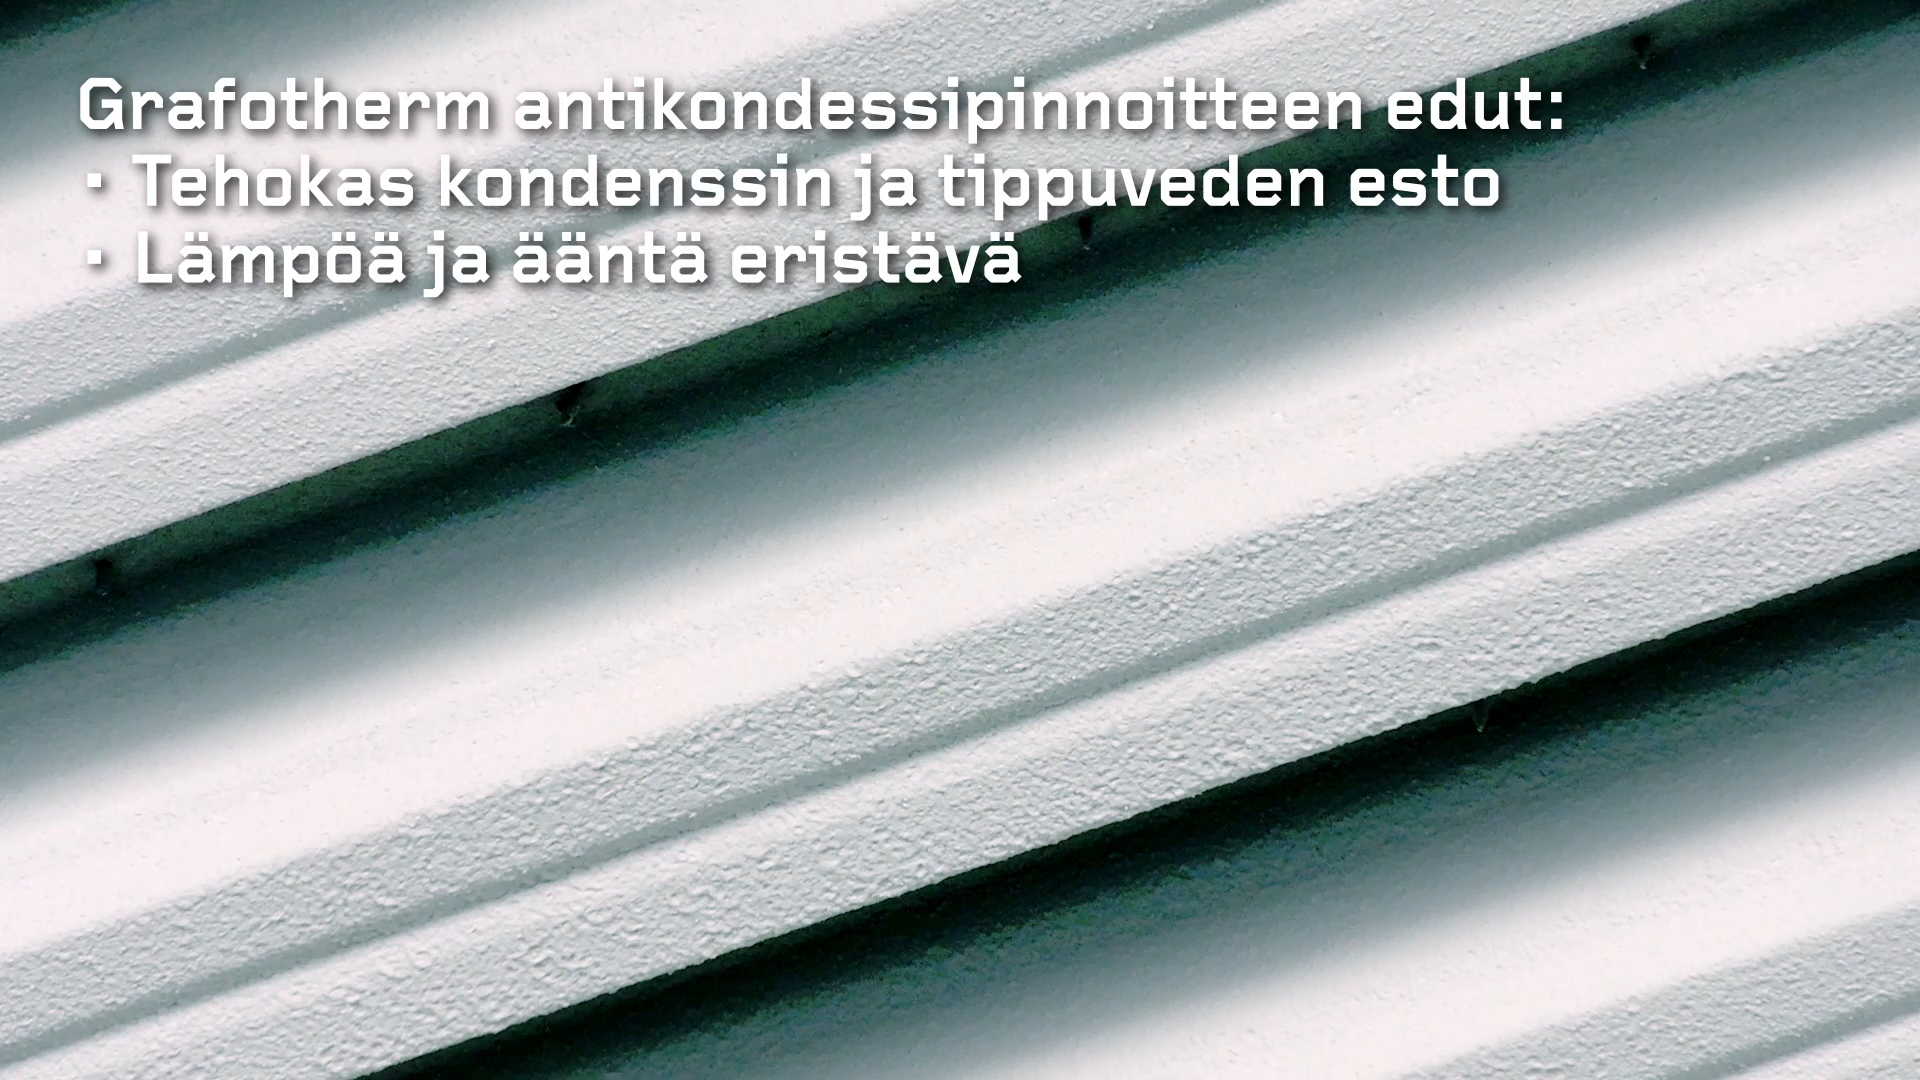 Grafotherm antikondessipinnoitteen edut:
· Tehokas kondenssin ja tippuveden esto
· Lämpöä ja ääntä eristävä